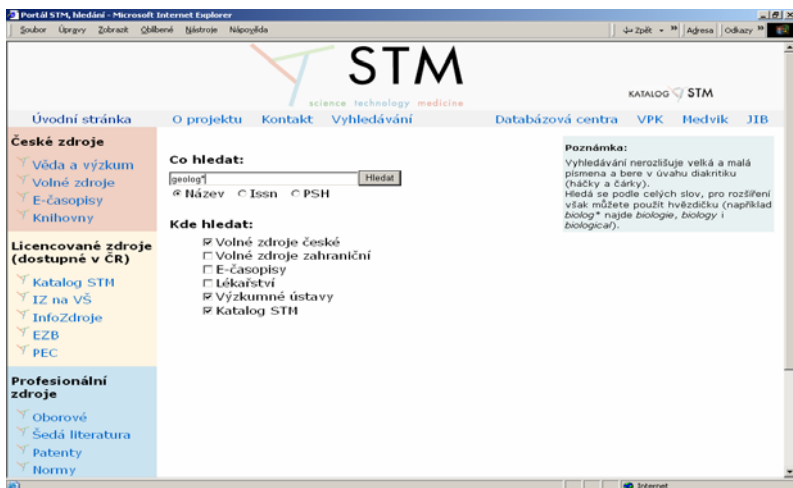 Portál STM, hledání - Microsoft Internet Explorer
Soubor Úpravy Zobrazit Oblíbené Nástroje Nápověda
Zpět Adresa Odkazy
STM
science technology medicine
KATALOG STM
Úvodní stránka O projektu Kontakt Vyhledávání Databázová centra VPK Medvik JIB
České zdroje
Věda a výzkum
Volné zdroje
E-časopisy
Knihovny
Licencované zdroje
(dostupné v ČR)
Katalog STM
IZ na VŠ
InfoZdroje
EZB
PEC
Profesionální
zdroje
Oborové
Šedá literatura
Patenty
Normy
Co hledat:
geolog*
Hledat
Název Issn PSH
Kde hledat:
Volné zdroje české
Volné zdroje zahraniční
E-časopisy
Lékařství
Výzkumné ústavy
Katalog STM
Poznámka:
Vyhledávání nerozlišuje velká a malá
písmena a bere v úvahu diakritiku
(háčky a čárky).
Hledá se podle celých slov, pro rozšíření
však můžete použít hvězdičku (například
biolog* najde biologie, biology i
biological).
Internet